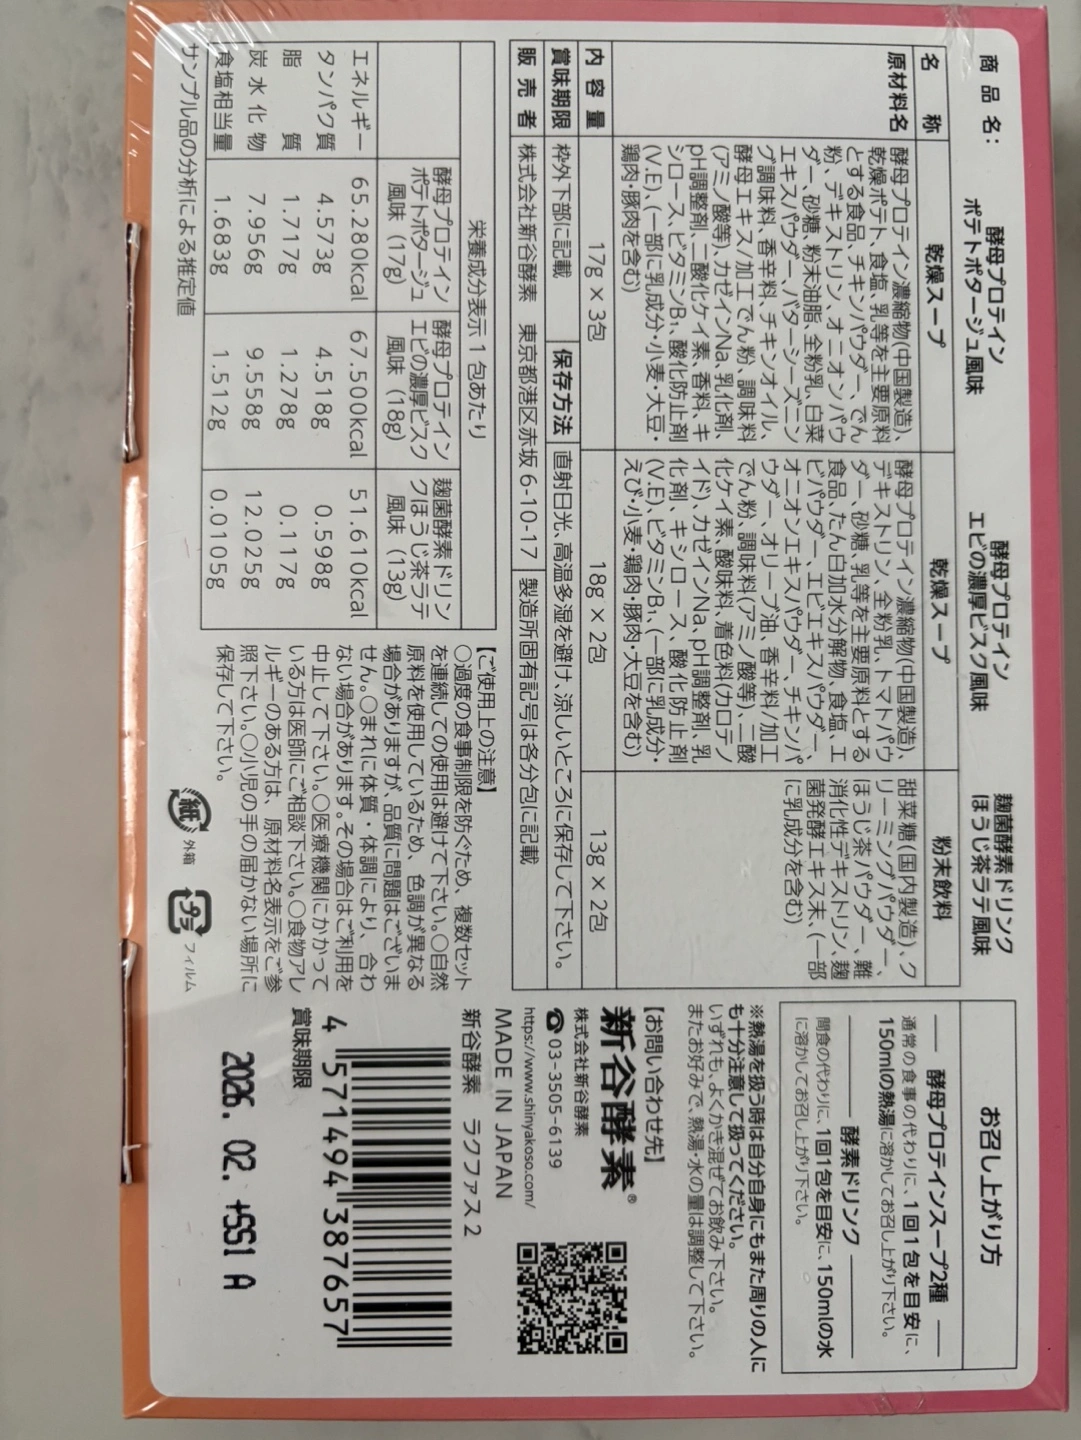 商品名：
酵母プロテイン
ポテトポタージュ風味
酵母プロテイン
エビの濃厚ビスク風味
麹菌酵素ドリンク
ほうじ茶ラテ風味
名称
乾燥スープ
乾燥スープ
粉末飲料
原材料名
酵母プロテイン濃縮物(中国製造)、
乾燥ポテト、食塩、乳等を主要原料
とする食品、チキンパウダー、でん
粉、デキストリン、オニオンパウ
ダー、砂糖、粉末油脂、全粉乳、白菜
エキスパウダー、バターシーズニン
グ調味料、香辛料、チキンオイル、
酵母エキス/加工でん粉、調味料
(アミノ酸等)、カゼインNa、乳化剤、
pH調整剤、二酸化ケイ素、香料、キ
シロース、ビタミンB₁、酸化防止剤
(V.E)、(一部に乳成分・小麦・大豆・
鶏肉・豚肉を含む)
酵母プロテイン濃縮物(中国製造)、
デキストリン、全粉乳、トマトパウ
ダー、砂糖、乳等を主要原料とする
食品、たん白加水分解物、食塩、エ
ビパウダー、エビエキスパウダー、
オニオンエキスパウダー、チキンパ
ウダー、オリーブ油、香辛料/加工
でん粉、調味料(アミノ酸等)、二酸
化ケイ素、酸味料、着色料(カロテノ
イド)、カゼインNa、pH調整剤、乳
化剤、キシロース、酸化防止剤
(V.E)、ビタミンB₁、(一部に乳成分・
えび・小麦・鶏肉・豚肉・大豆を含む)
甜菜糖(国内製造)、ク
リーミングパウダー、
ほうじ茶パウダー、難
消化性デキストリン、麹
菌発酵エキス末、(一部
に乳成分を含む)
内容量
17g×3包
18g×2包
13g×2包
賞味期限
枠外下部に記載
保存方法
直射日光、高温多湿を避け、涼しいところに保存して下さい。
販売者
株式会社新谷酵素 東京都港区赤坂6-10-17
製造所固有記号は各分包に記載
栄養成分表示1包あたり
酵母プロテイン
ポテトポタージュ
風味(17g)
酵母プロテイン
エビの濃厚ビスク
風味(18g)
麹菌酵素ドリン
クほうじ茶ラテ
風味(13g)
エネルギー 65.280kcal 67.500kcal 51.610kcal
タンパク質 4.573g 4.518g 0.598g
脂質 1.717g 1.278g 0.117g
炭水化物 7.956g 9.558g 12.025g
食塩相当量 1.683g 1.512g 0.0105g
サンプル品の分析による推定値
【ご使用上の注意】
〇過度の食事制限を防ぐため、複数セット
を連続しての使用は避けて下さい。〇自然
原料を使用しているため、色調が異なる
場合がありますが、品質に問題はございま
せん。〇まれに体質・体調により、合わ
ない場合があります。その場合はご利用を
中止して下さい。〇医療機関にかかって
いる方は医師にご相談下さい。〇食物アレ
ルギーのある方は、原材料名表示をご参
照下さい。〇小児の手の届かない場所に
保存して下さい。
紙
外箱
プラ
フィルム
お召し上がり方
酵母プロテインスープ2種
通常の食事の代わりに、1回1包を目安に、
150mlの熱湯に溶かしてお召し上がり下さい。
酵素ドリンク
間食の代わりに、1回1包を目安に、150mlの水
に溶かしてお召し上がり下さい。
※熱湯を扱う時は自分自身にもまた周りの人に
も十分注意して扱ってください。
いずれも、よくかき混ぜてお飲み下さい。
またお好みで、熱湯・水の量は調整して下さい。
【お問い合わせ先】
新谷酵素®
株式会社新谷酵素
☎03-3505-6139
https://www.shinyakoso.com/
MADE IN JAPAN
新谷酵素 ラクファス2
4 571494 387657
賞味期限
2026. 02. +SS1 A